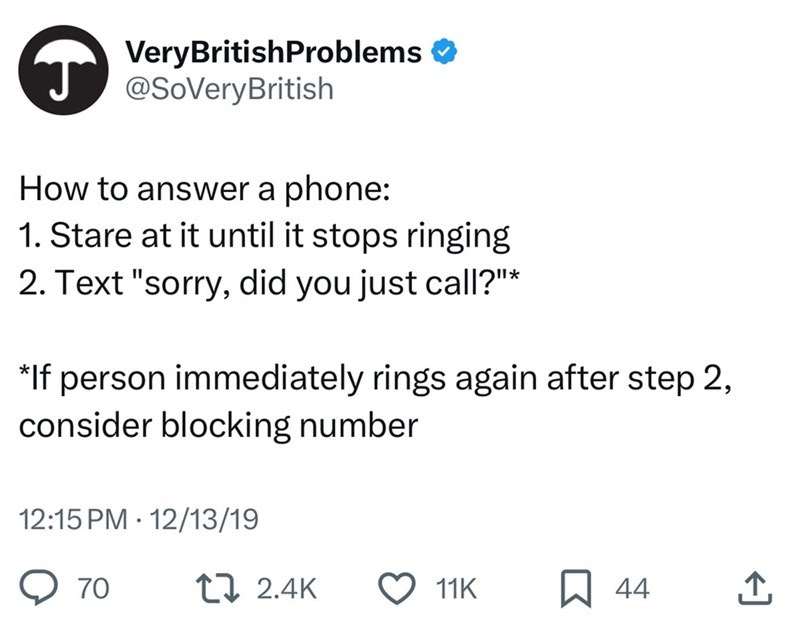 VeryBritishProblems
@SoVeryBritish
How to answer a phone:
1. Stare at it until it stops ringing
2. Text "sorry, did you just call?"*
*If person immediately rings again after step 2,
consider blocking number
12:15 PM · 12/13/19
70 2.4K 11K 44